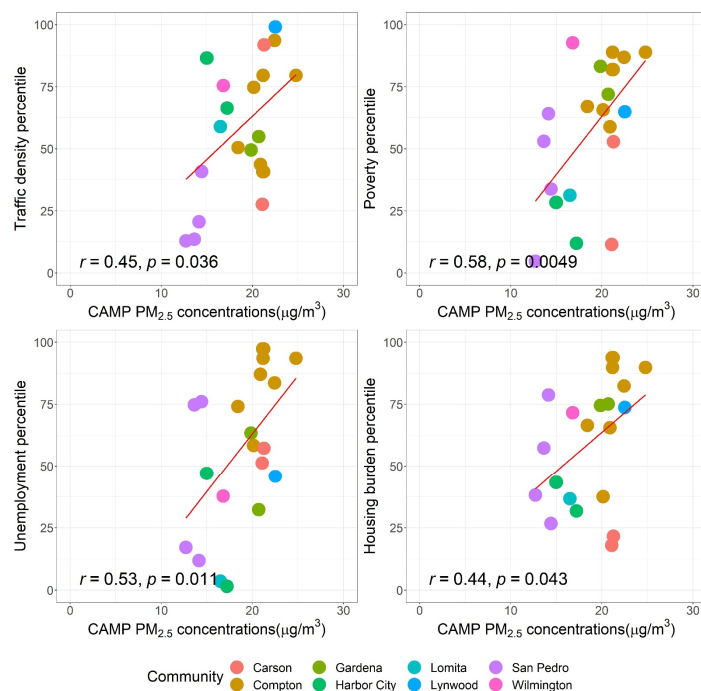 Traffic density percentile
100
75
50
25
0
r = 0.45, p = 0.036
0 10 20 30
CAMP PM2.5 concentrations(μg/m³)
Poverty percentile
100
75
50
25
0
r = 0.58, p = 0.0049
0 10 20 30
CAMP PM2.5 concentrations(μg/m³)
Unemployment percentile
100
75
50
25
0
r = 0.53, p = 0.011
0 10 20 30
CAMP PM2.5 concentrations(μg/m³)
Housing burden percentile
100
75
50
25
0
r = 0.44, p = 0.043
0 10 20 30
CAMP PM2.5 concentrations(μg/m³)
Community
Carson Gardena Lomita San Pedro
Compton Harbor City Lynwood Wilmington